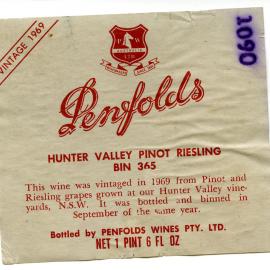 VINTAGE 1969
1090
P W
AUSTRALIA
Penfolds
HUNTER VALLEY PINOT RIESLING
BIN 365
This wine was vintaged in 1969 from Pinot and
Riesling grapes grown at our Hunter Valley vine-
yards, N.S.W. It was bottled and binned in
September of the same year.
Bottled by PENFOLDS WINES PTY. LTD.
NET 1 PINT 6 FL OZ